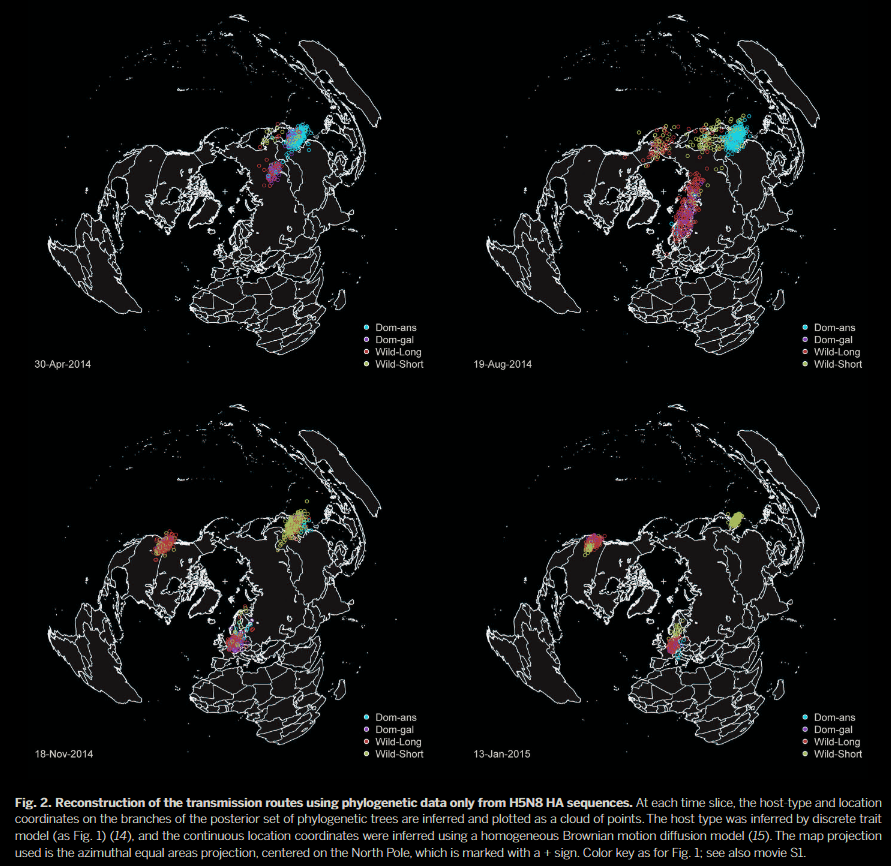 Dom-ans
Dom-gal
Wild-Long
Wild-Short
30-Apr-2014
Dom-ans
Dom-gal
Wild-Long
Wild-Short
19-Aug-2014
Dom-ans
Dom-gal
Wild-Long
Wild-Short
18-Nov-2014
Dom-ans
Dom-gal
Wild-Long
Wild-Short
13-Jan-2015
Fig. 2. Reconstruction of the transmission routes using phylogenetic data only from H5N8 HA sequences. At each time slice, the host-type and location
coordinates on the branches of the posterior set of phylogenetic trees are inferred and plotted as a cloud of points. The host type was inferred by discrete trait
model (as Fig. 1) (14), and the continuous location coordinates were inferred using a homogeneous Brownian motion diffusion model (15). The map projection
used is the azimuthal equal areas projection, centered on the North Pole, which is marked with a + sign. Color key as for Fig. 1; see also movie S1.